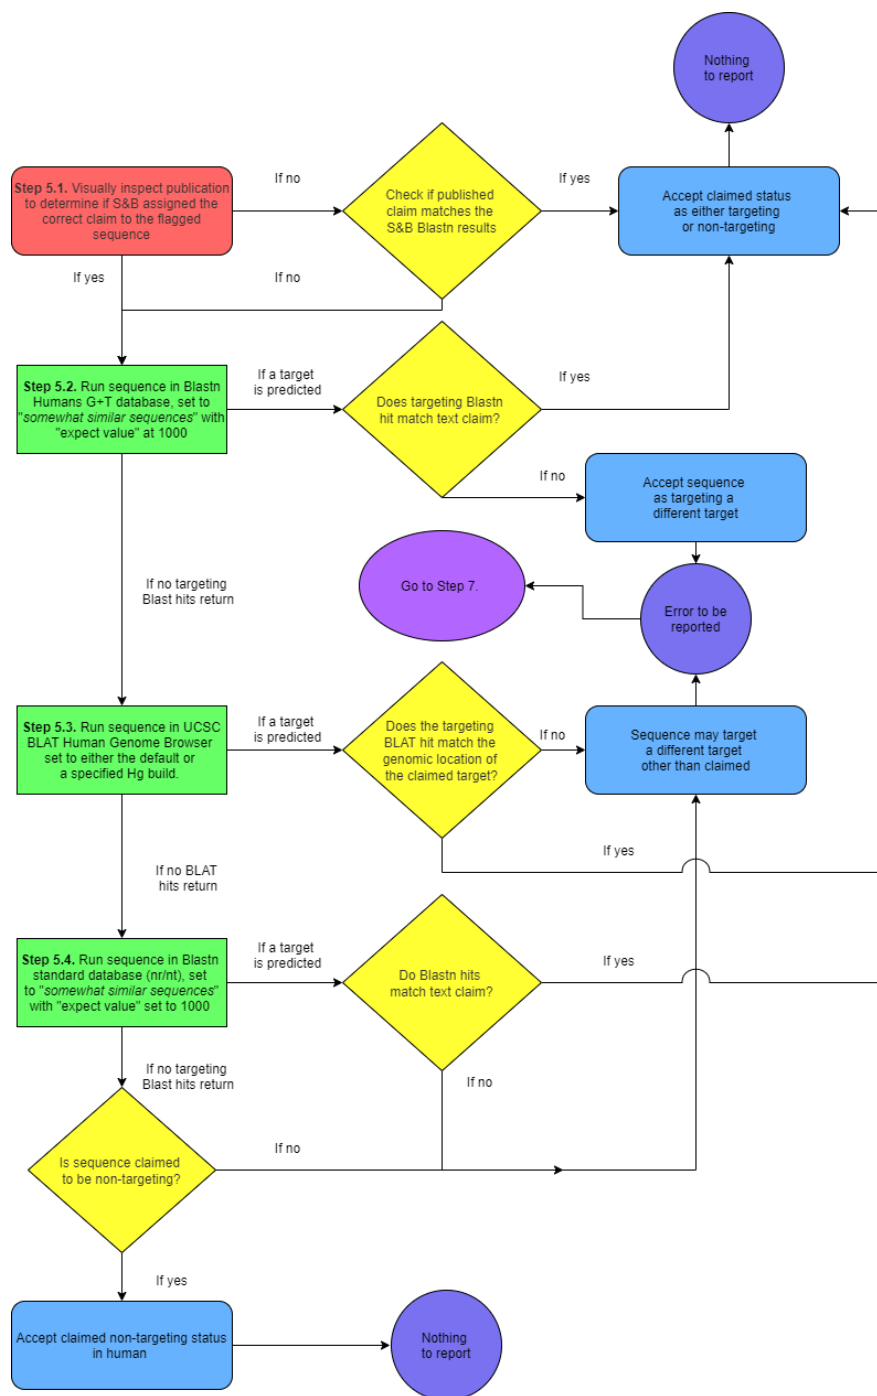 Nothing
to report
Step 5.1. Visually inspect publication
to determine if S&B assigned the
correct claim to the flagged
sequence
If no
Check if published
claim matches the
S&B Blastn results
If yes
Accept claimed status
as either targeting
or non-targeting
If yes
If no
Step 5.2. Run sequence in Blastn
Humans G+T database, set to
"somewhat similar sequences" with
"expect value" at 1000
If a target
is predicted
Does targeting Blastn
hit match text claim?
If yes
If no
Accept sequence
as targeting a
different target
If no targeting
Blast hits return
Go to Step 7.
Error to be
reported
Step 5.3. Run sequence in UCSC
BLAT Human Genome Browser
set to either the default or
a specified Hg build.
If a target
is predicted
Does the targeting
BLAT hit match the
genomic location of
the claimed target?
If no
Sequence may target
a different target
other than claimed
If yes
If no BLAT
hits return
Step 5.4. Run sequence in Blastn
standard database (nr/nt), set
to "somewhat similar sequences"
with "expect value" set to 1000
If a target
is predicted
Do Blastn hits
match text claim?
If yes
If no targeting
Blast hits return
If no
Is sequence claimed
to be non-targeting?
If no
If yes
Accept claimed non-targeting status
in human
Nothing
to report